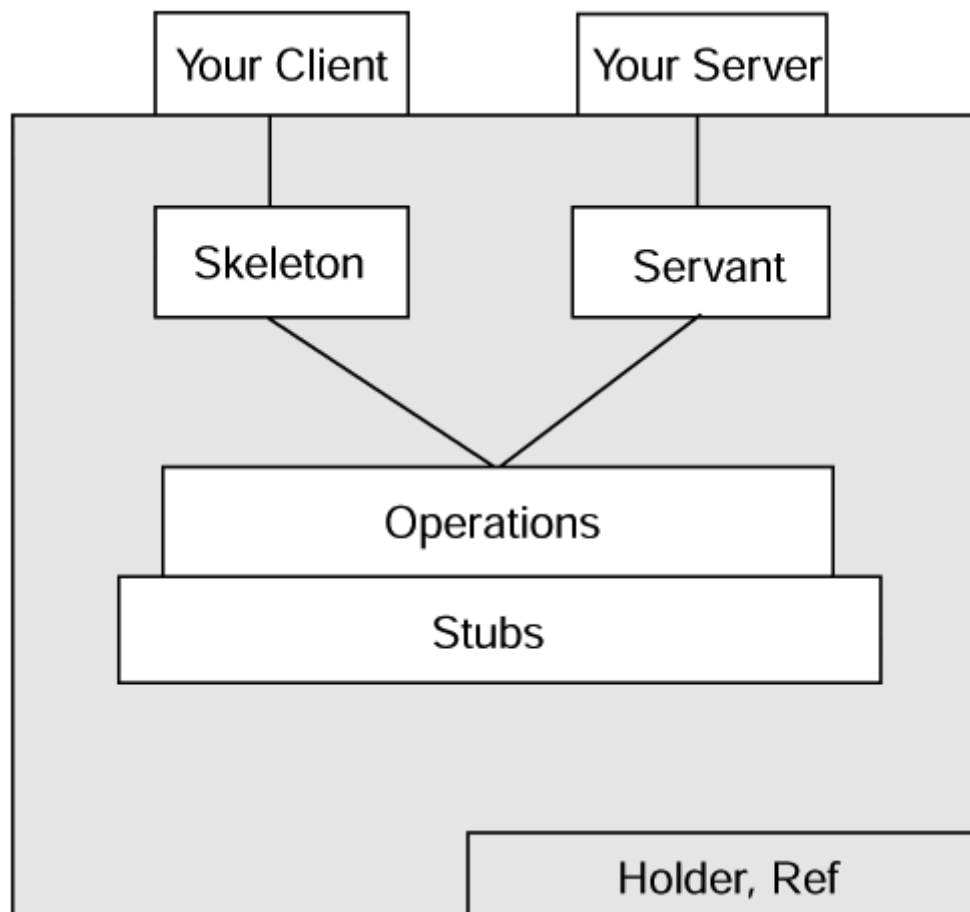 Your Client
Your Server
Skeleton
Servant
Operations
Stubs
Holder, Ref